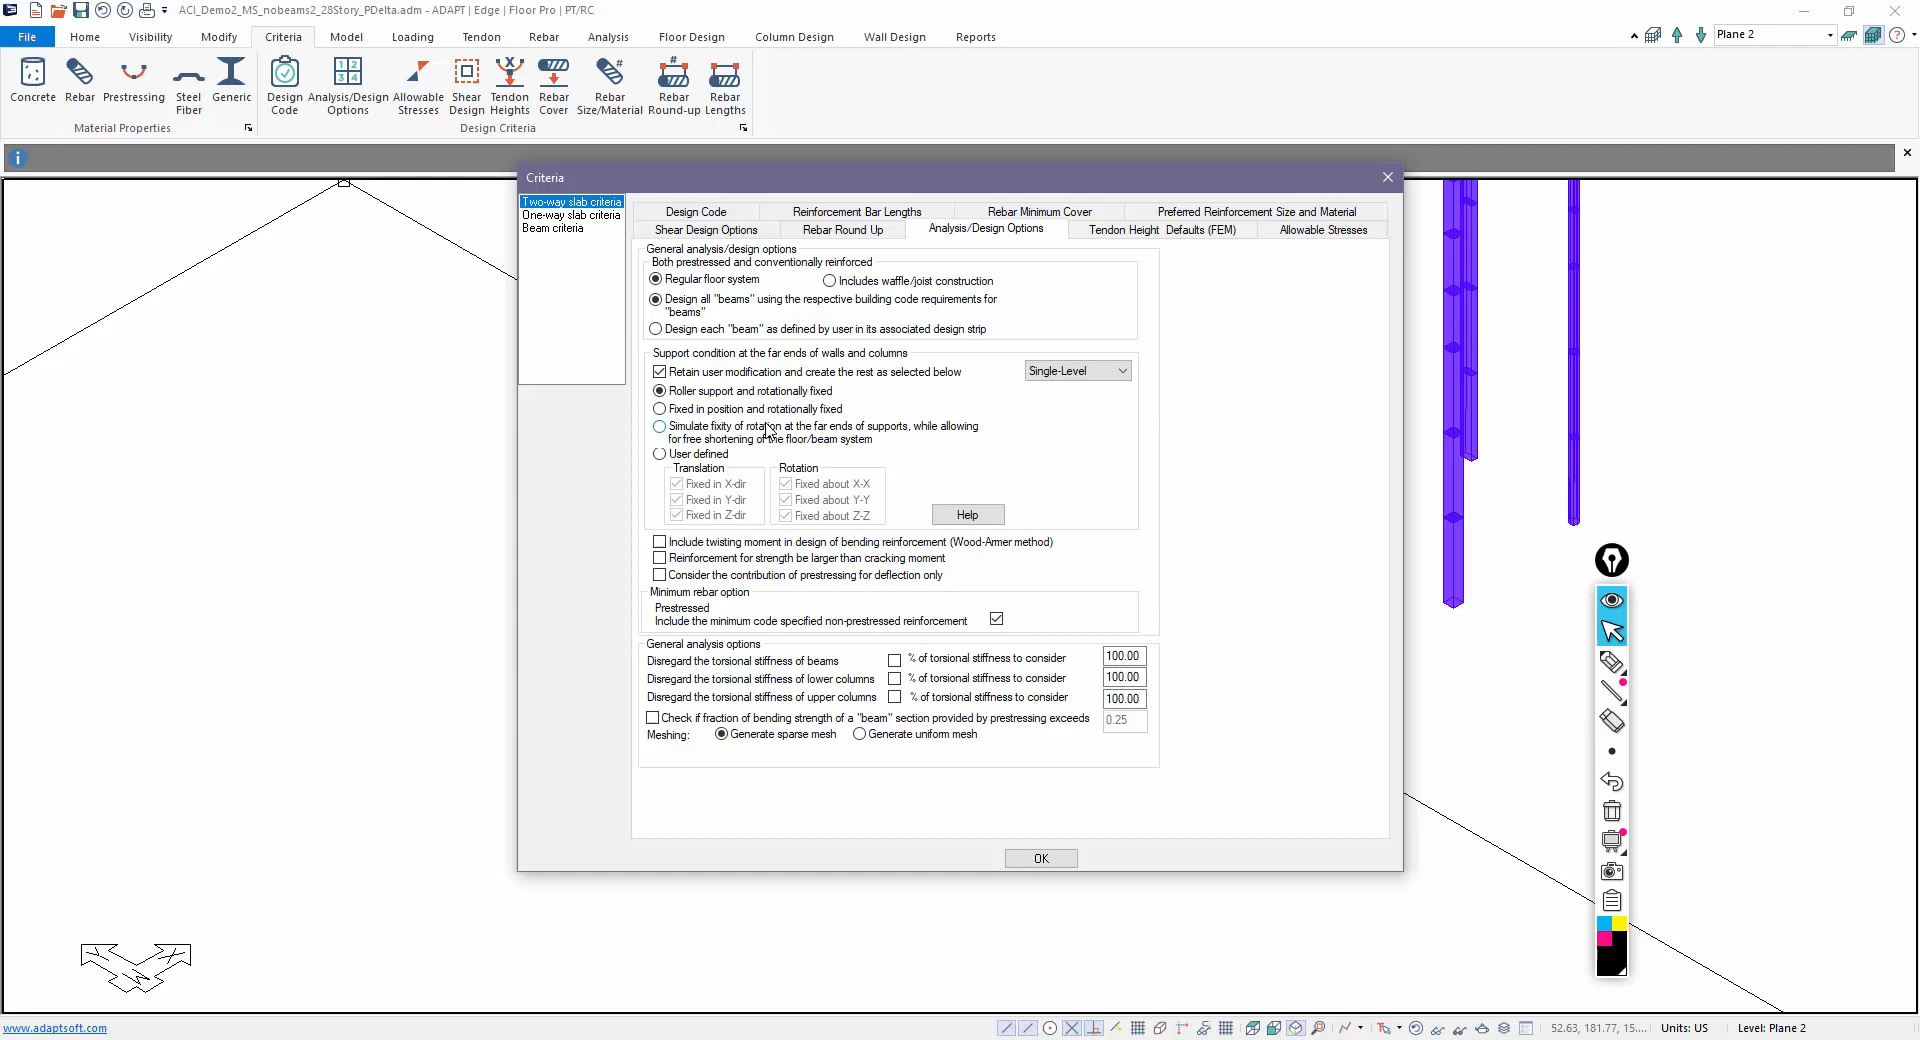 ACI_Demo2_MS_nobeams2_28Story_PDelta.adm - ADAPT | Edge | Floor Pro | PT/RC
File Home Visibility Modify Criteria Model Loading Tendon Rebar Analysis Floor Design Column Design Wall Design Reports Plane 2
Concrete Rebar Prestressing Steel Fiber Generic Design Code Analysis/Design Options Allowable Stresses Shear Design Tendon Heights Rebar Cover Rebar Size/Material Rebar Round-up Rebar Lengths
Material Properties Design Criteria
Criteria
Two-way slab criteria
One-way slab criteria
Beam criteria
Design Code Reinforcement Bar Lengths Rebar Minimum Cover Preferred Reinforcement Size and Material
Shear Design Options Rebar Round Up Analysis/Design Options Tendon Height Defaults (FEM) Allowable Stresses
General analysis/design options
Both prestressed and conventionally reinforced
Regular floor system Includes waffle/joist construction
Design all "beams" using the respective building code requirements for
"beams"
Design each "beam" as defined by user in its associated design strip
Support condition at the far ends of walls and columns
Retain user modification and create the rest as selected below Single-Level
Roller support and rotationally fixed
Fixed in position and rotationally fixed
Simulate fixity of rotation at the far ends of supports, while allowing
for free shortening of the floor/beam system
User defined
Translation Rotation
Fixed in X-dir Fixed about X-X
Fixed in Y-dir Fixed about Y-Y
Fixed in Z-dir Fixed about Z-Z
Help
Include twisting moment in design of bending reinforcement (Wood-Armer method)
Reinforcement for strength be larger than cracking moment
Consider the contribution of prestressing for deflection only
Minimum rebar option
Prestressed
Include the minimum code specified non-prestressed reinforcement
General analysis options
Disregard the torsional stiffness of beams % of torsional stiffness to consider 100.00
Disregard the torsional stiffness of lower columns % of torsional stiffness to consider 100.00
Disregard the torsional stiffness of upper columns % of torsional stiffness to consider 100.00
Check if fraction of bending strength of a "beam" section provided by prestressing exceeds 0.25
Meshing: Generate sparse mesh Generate uniform mesh
OK
www.adaptsoft.com 52.63, 181.77, 15.... Units: US Level: Plane 2